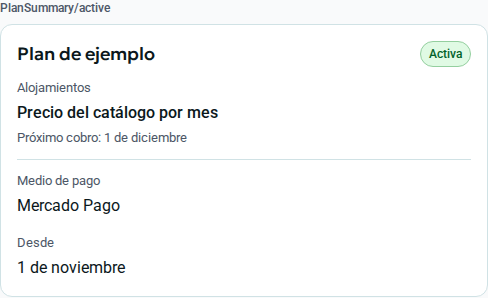 PlanSummary/active
Plan de ejemplo
Activa
Alojamientos
Precio del catálogo por mes
Próximo cobro: 1 de diciembre
Medio de pago
Mercado Pago
Desde
1 de noviembre